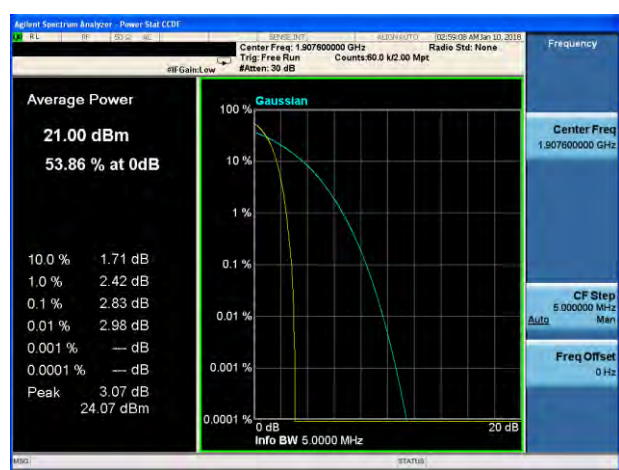 Agilent Spectrum Analyzer - Power Stat CCDF
RL RF 50 Ω AC SENSE:INT ALIGN AUTO 02:59:08 AM Jan 10, 2018
Center Freq: 1.907600000 GHz Radio Std: None
Trig: Free Run Counts:60.0 k/2.00 Mpt
#IFGain:Low #Atten: 30 dB
Frequency
Average Power
21.00 dBm
53.86 % at 0dB
10.0 % 1.71 dB
1.0 % 2.42 dB
0.1 % 2.83 dB
0.01 % 2.98 dB
0.001 % --- dB
0.0001 % --- dB
Peak 3.07 dB
24.07 dBm
Gaussian
100 %
10 %
1 %
0.1 %
0.01 %
0.001 %
0.0001 %
0 dB 20 dB
Info BW 5.0000 MHz
Center Freq
1.907600000 GHz
CF Step
5.000000 MHz
Auto Man
Freq Offset
0 Hz
MSG STATUS